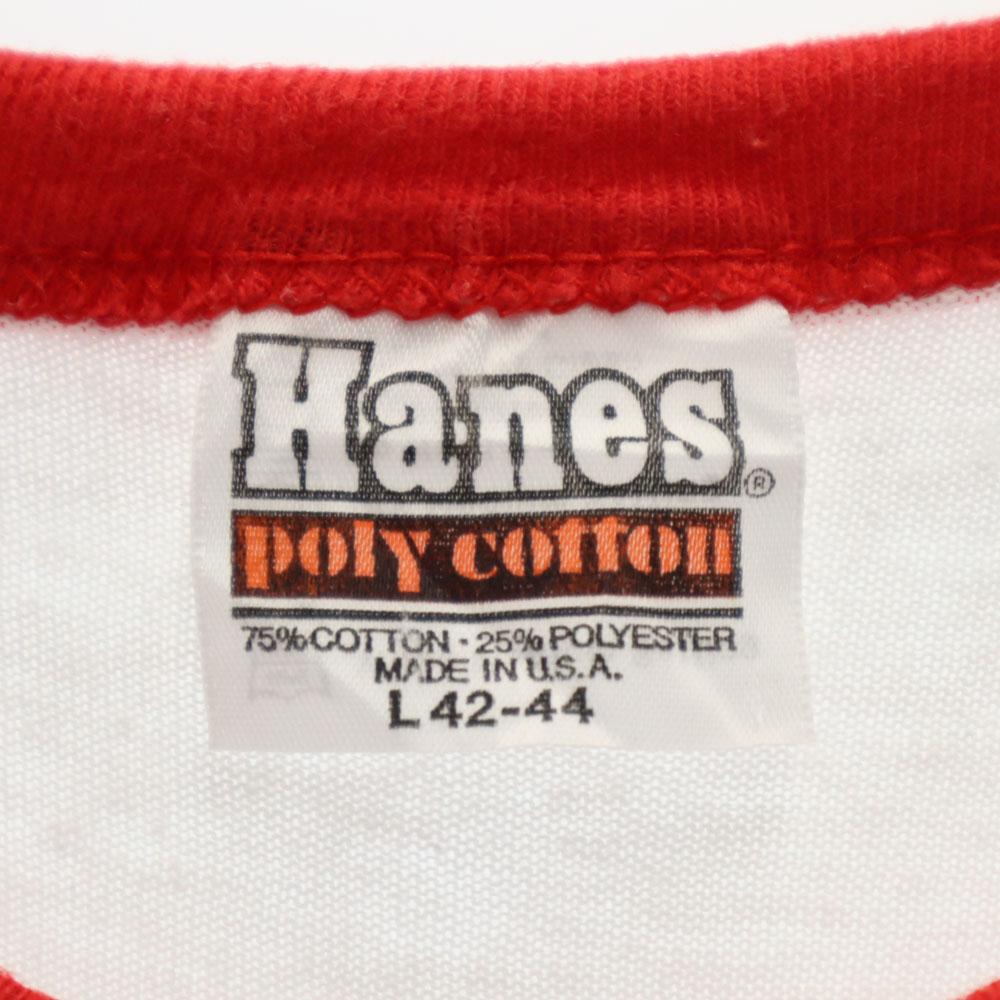 Hanes®
poly cotton
75% COTTON · 25% POLYESTER
MADE IN U.S.A.
L 42-44